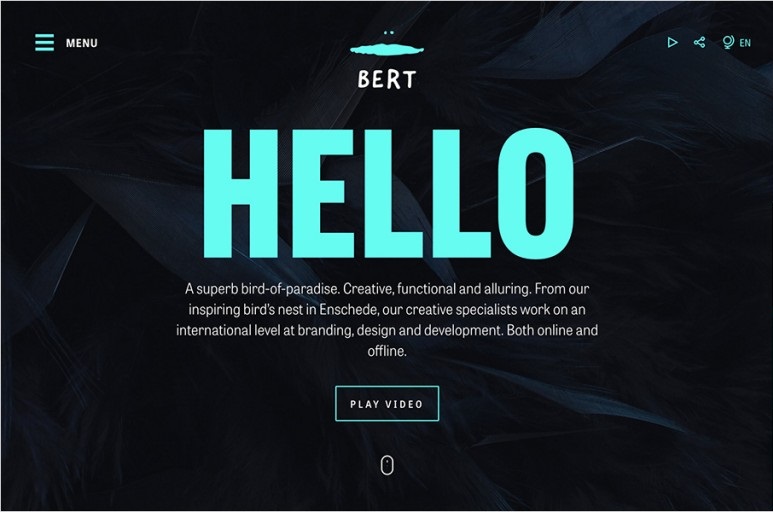 MENU
EN
BERT
HELLO
A superb bird-of-paradise. Creative, functional and alluring. From our
inspiring bird's nest in Enschede, our creative specialists work on an
international level at branding, design and development. Both online and
offline.
PLAY VIDEO